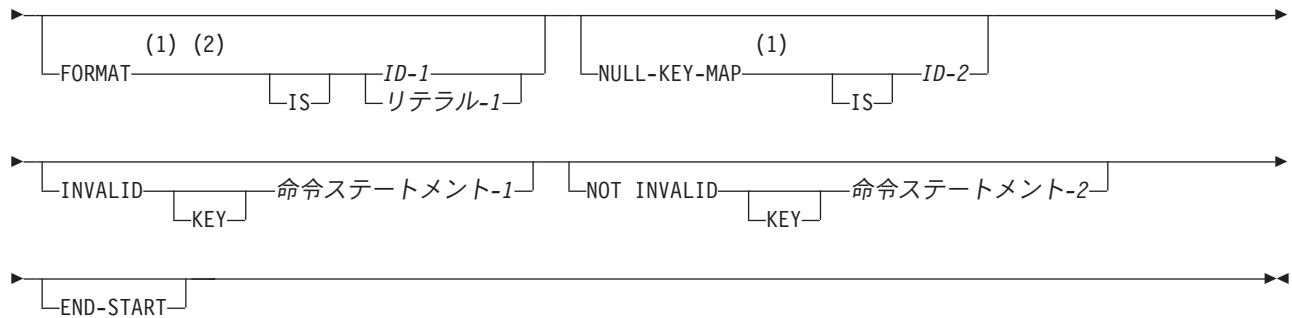 (1) (2) (1)
FORMAT ID-1 NULL-KEY-MAP ID-2
IS リテラル-1 IS
INVALID 命令ステートメント-1 NOT INVALID 命令ステートメント-2
KEY KEY
END-START